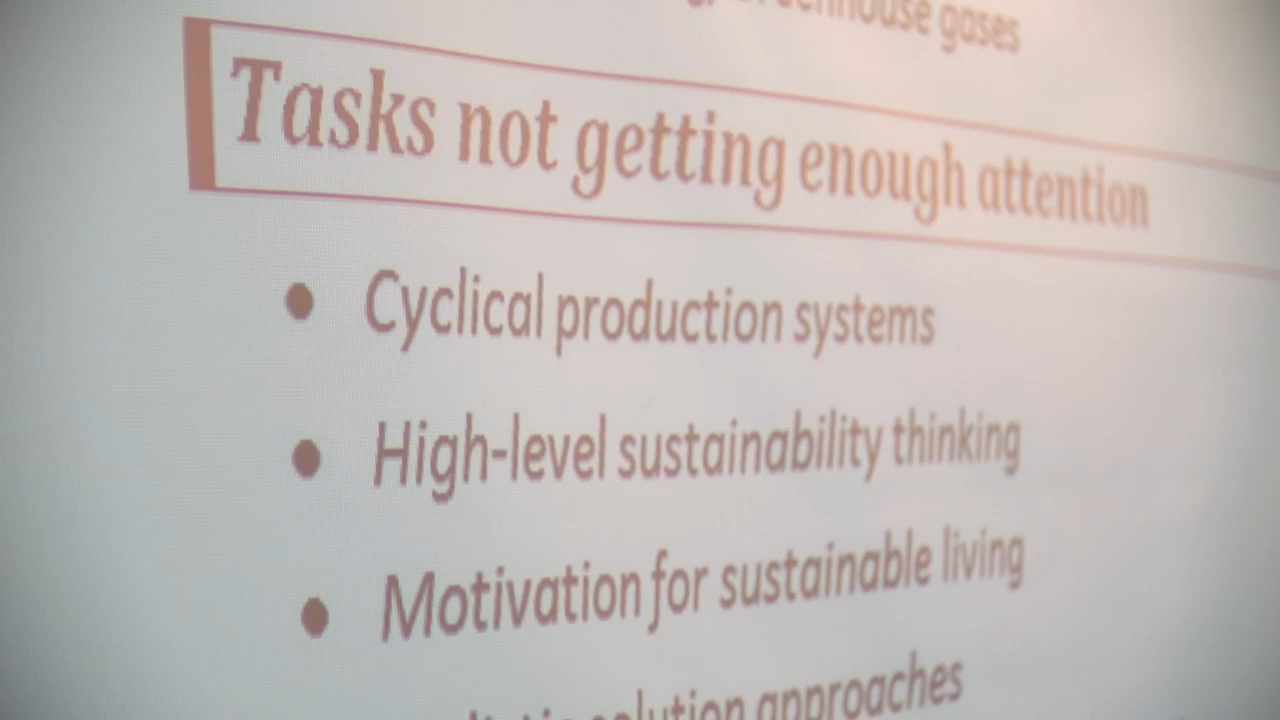 gases
Tasks not getting enough attention
• Cyclical production systems
• High-level sustainability thinking
• Motivation for sustainable living
solution approaches